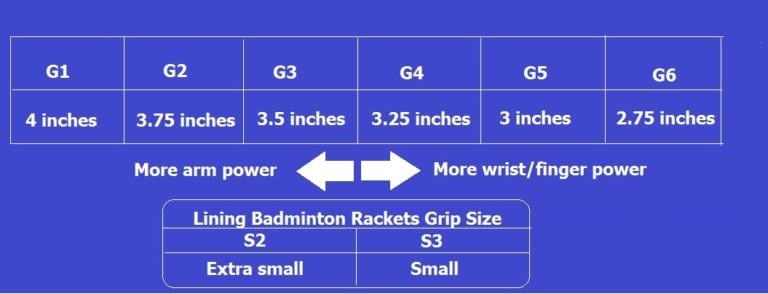 G1 G2 G3 G4 G5 G6
4 inches 3.75 inches 3.5 inches 3.25 inches 3 inches 2.75 inches
More arm power More wrist/finger power
Lining Badminton Rackets Grip Size
S2 S3
Extra small Small